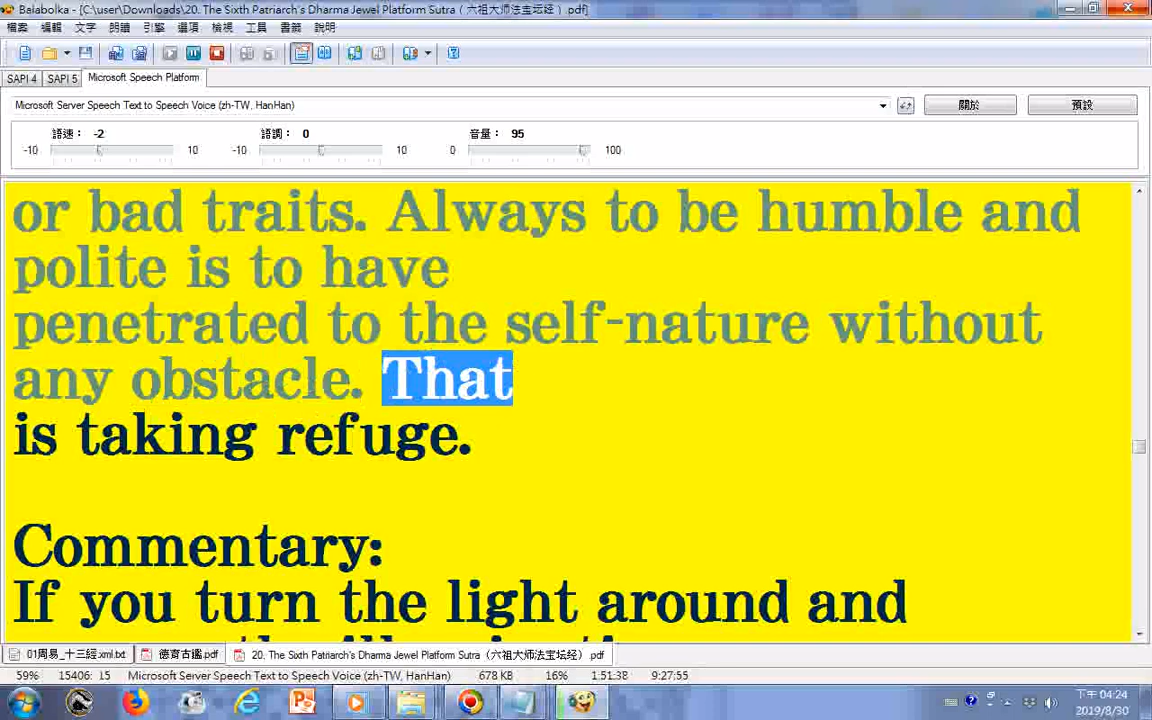 Balabolka - [C:\user\Downloads\20. The Sixth Patriarch's Dharma Jewel Platform Sutra（六祖大师法宝坛经）.pdf]
檔案 編輯 文字 朗讀 引擎 選項 檢視 工具 書籤 說明
SAPI 4 SAPI 5 Microsoft Speech Platform
Microsoft Server Speech Text to Speech Voice (zh-TW, HanHan) 關於 預設
語速： -2 語調： 0 音量： 95
-10 10 -10 10 0 100
or bad traits. Always to be humble and
polite is to have
penetrated to the self-nature without
any obstacle. That
is taking refuge.
Commentary:
If you turn the light around and
01周易_十三經.xml.txt 德育古鑑.pdf 20. The Sixth Patriarch's Dharma Jewel Platform Sutra（六祖大师法宝坛经）.pdf
59% 15406: 15 Microsoft Server Speech Text to Speech Voice (zh-TW, HanHan) 678 KB 16% 1:51:38 9:27:55
下午 04:24
2019/8/30